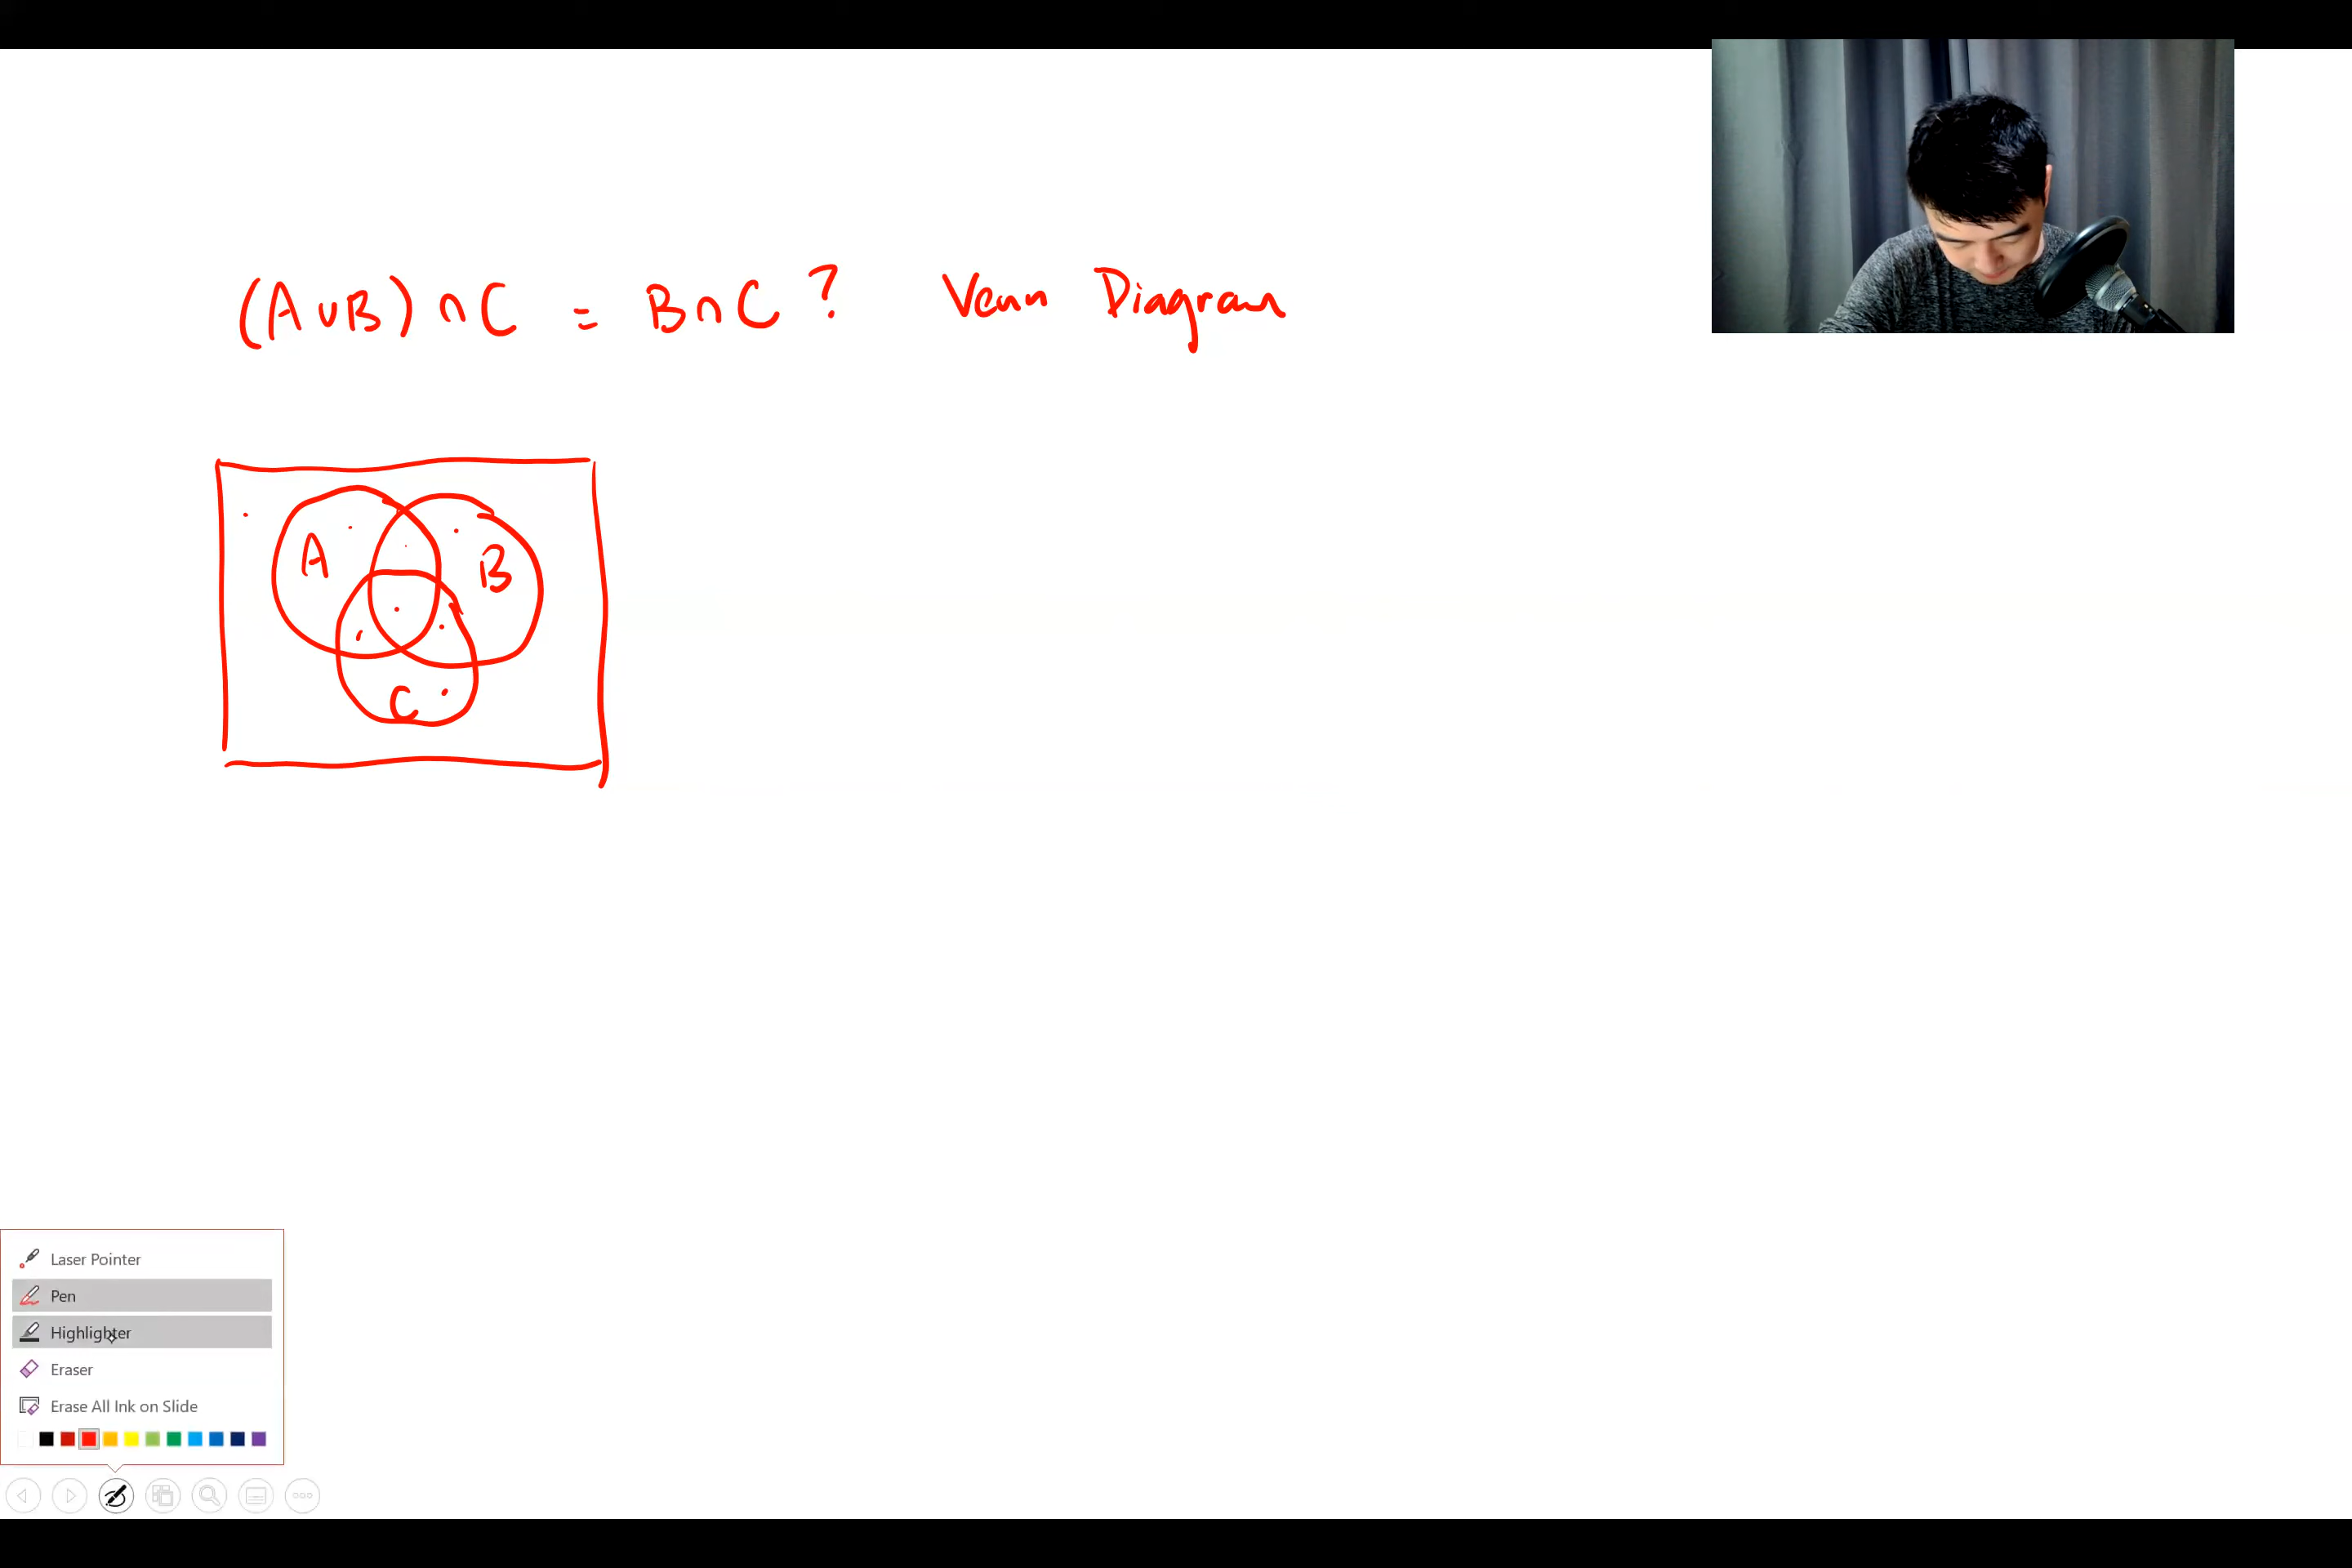 (A∪B)∩C = B∩C ? Venn Diagram
A
B
C
Laser Pointer
Pen
Highlighter
Eraser
Erase All Ink on Slide